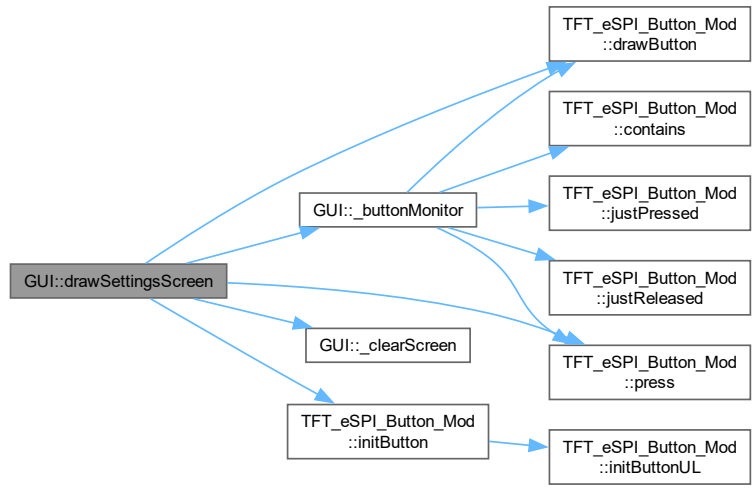 TFT_eSPI_Button_Mod
::drawButton
TFT_eSPI_Button_Mod
::contains
GUI::_buttonMonitor
TFT_eSPI_Button_Mod
::justPressed
GUI::drawSettingsScreen
TFT_eSPI_Button_Mod
::justReleased
GUI::_clearScreen
TFT_eSPI_Button_Mod
::press
TFT_eSPI_Button_Mod
::initButton
TFT_eSPI_Button_Mod
::initButtonUL